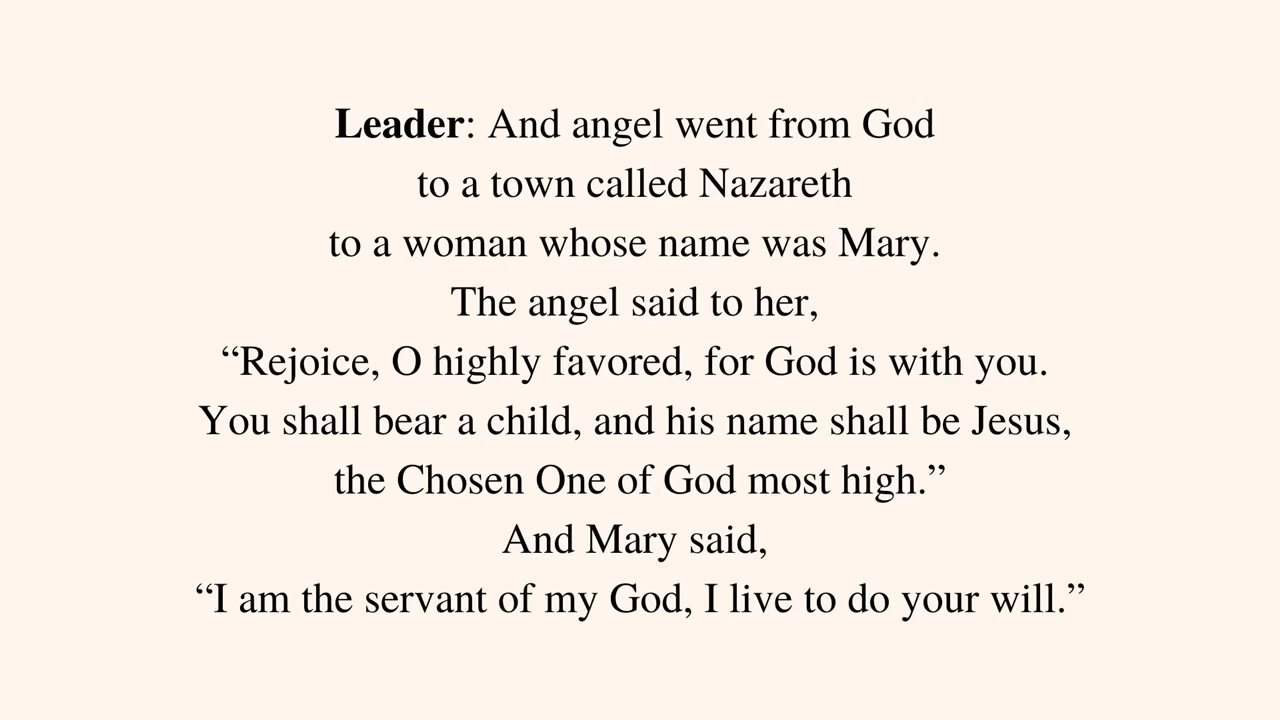 Leader: And angel went from God
to a town called Nazareth
to a woman whose name was Mary.
The angel said to her,
“Rejoice, O highly favored, for God is with you.
You shall bear a child, and his name shall be Jesus,
the Chosen One of God most high.”
And Mary said,
“I am the servant of my God, I live to do your will.”